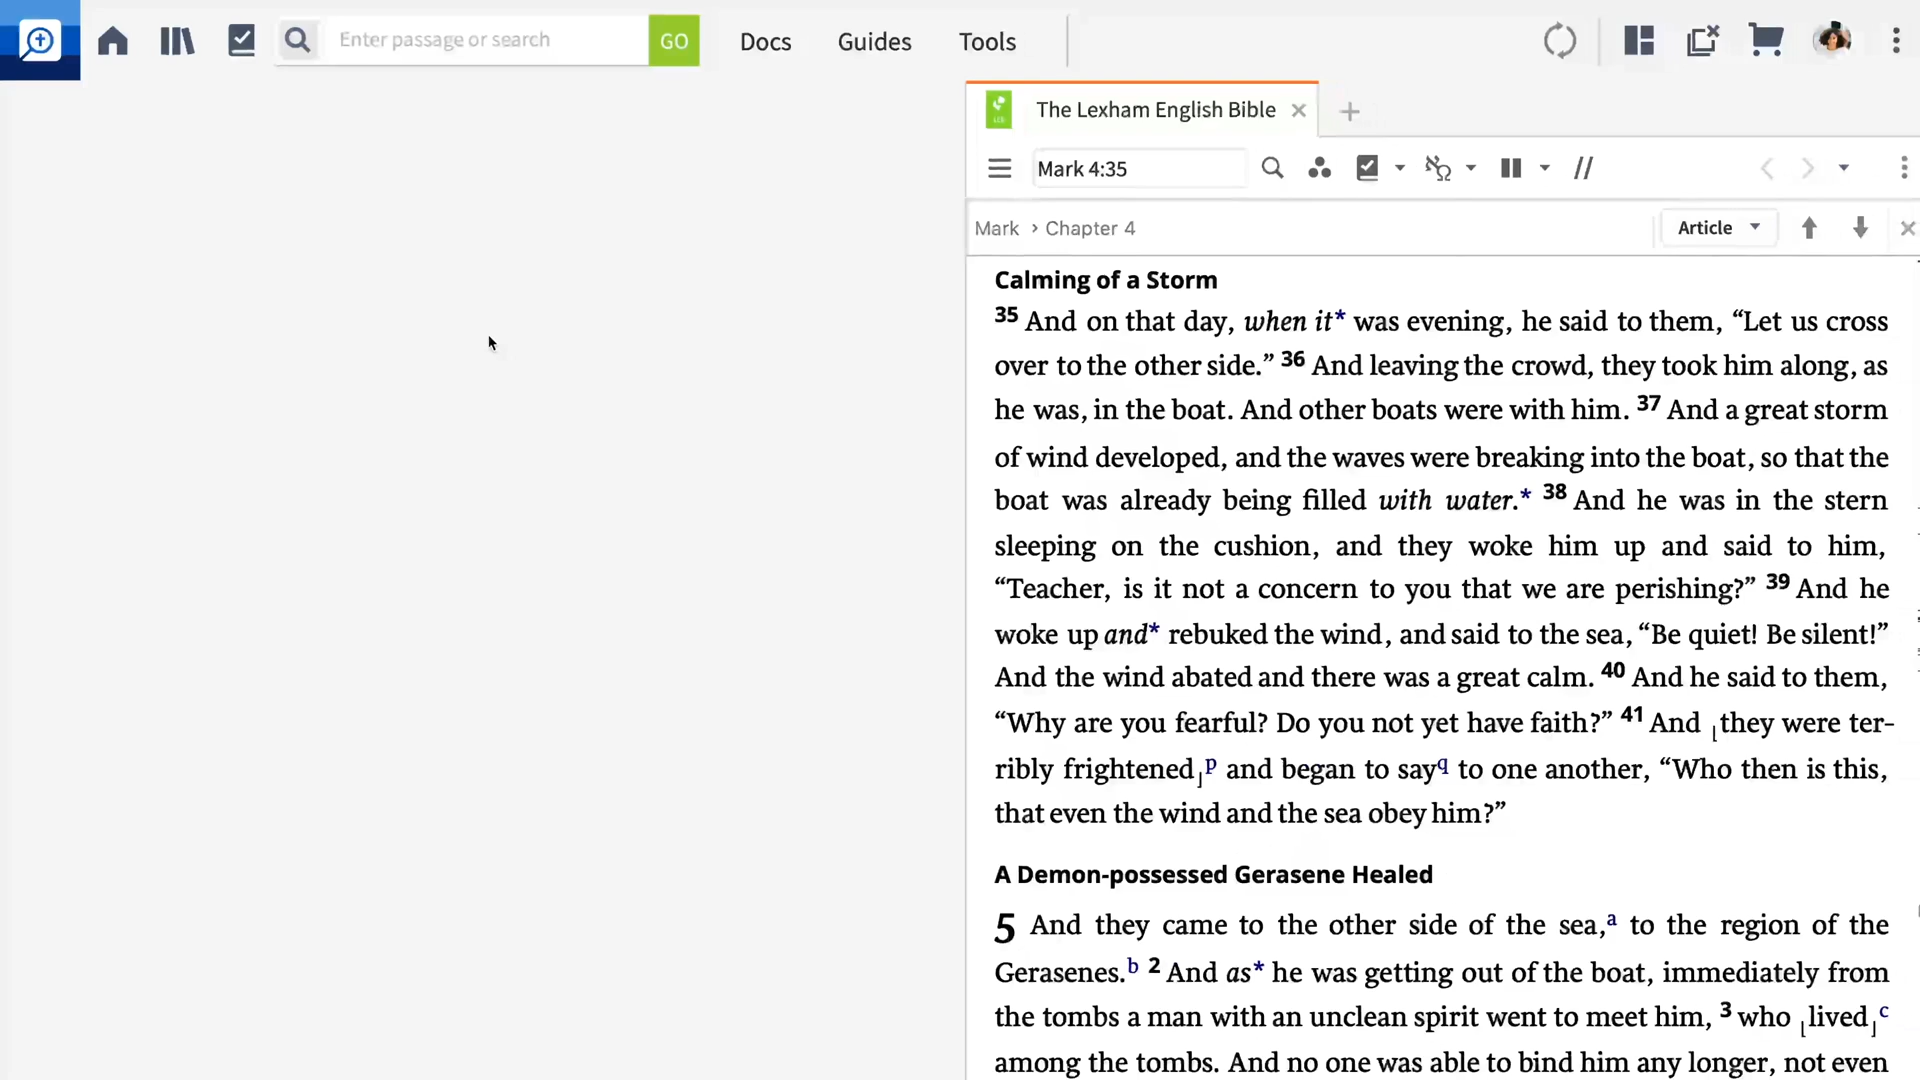 Enter passage or search
GO
Docs
Guides
Tools
The Lexham English Bible
Mark 4:35
Mark › Chapter 4
Article
Calming of a Storm
35 And on that day, when it* was evening, he said to them, “Let us cross
over to the other side.” 36 And leaving the crowd, they took him along, as
he was, in the boat. And other boats were with him. 37 And a great storm
of wind developed, and the waves were breaking into the boat, so that the
boat was already being filled with water.* 38 And he was in the stern
sleeping on the cushion, and they woke him up and said to him,
“Teacher, is it not a concern to you that we are perishing?” 39 And he
woke up and* rebuked the wind, and said to the sea, “Be quiet! Be silent!”
And the wind abated and there was a great calm. 40 And he said to them,
“Why are you fearful? Do you not yet have faith?” 41 And ⌊they were ter-
ribly frightened⌋p and began to sayq to one another, “Who then is this,
that even the wind and the sea obey him?”
A Demon-possessed Gerasene Healed
5 And they came to the other side of the sea,a to the region of the
Gerasenes.b 2 And as* he was getting out of the boat, immediately from
the tombs a man with an unclean spirit went to meet him, 3 who ⌊lived⌋c
among the tombs. And no one was able to bind him any longer, not even